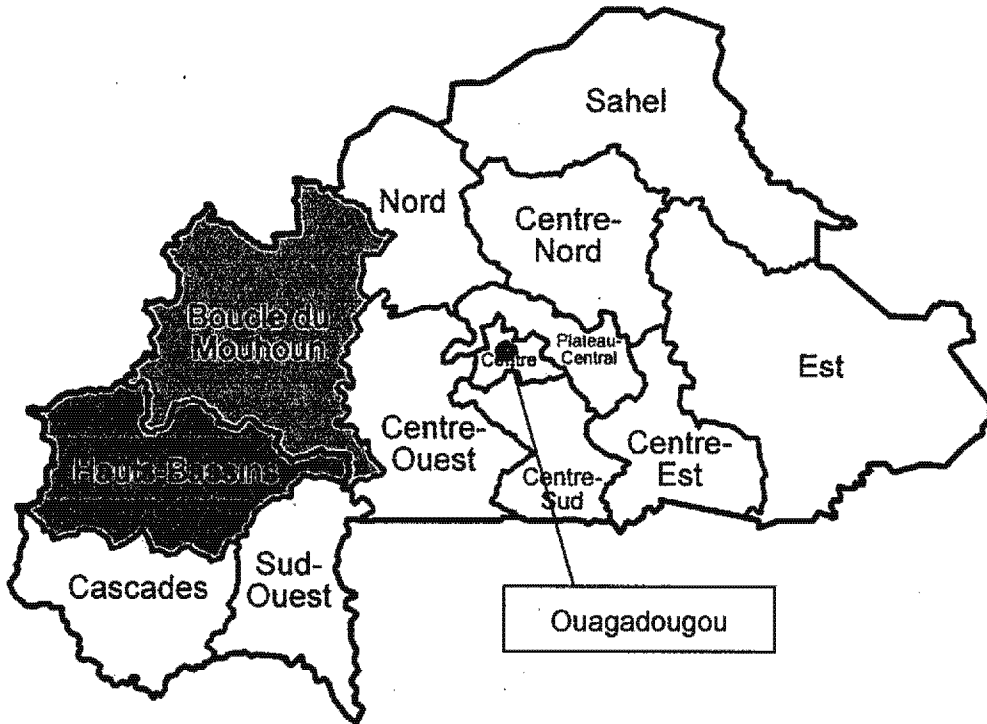 Sahel
Nord
Centre-
Nord
Boucle du
Mouhoun
Centre
Plateau-
Central
Est
Centre-
Ouest
Centre-
Est
Hauts-Bassins
Centre-
Sud
Cascades
Sud-
Ouest
Ouagadougou